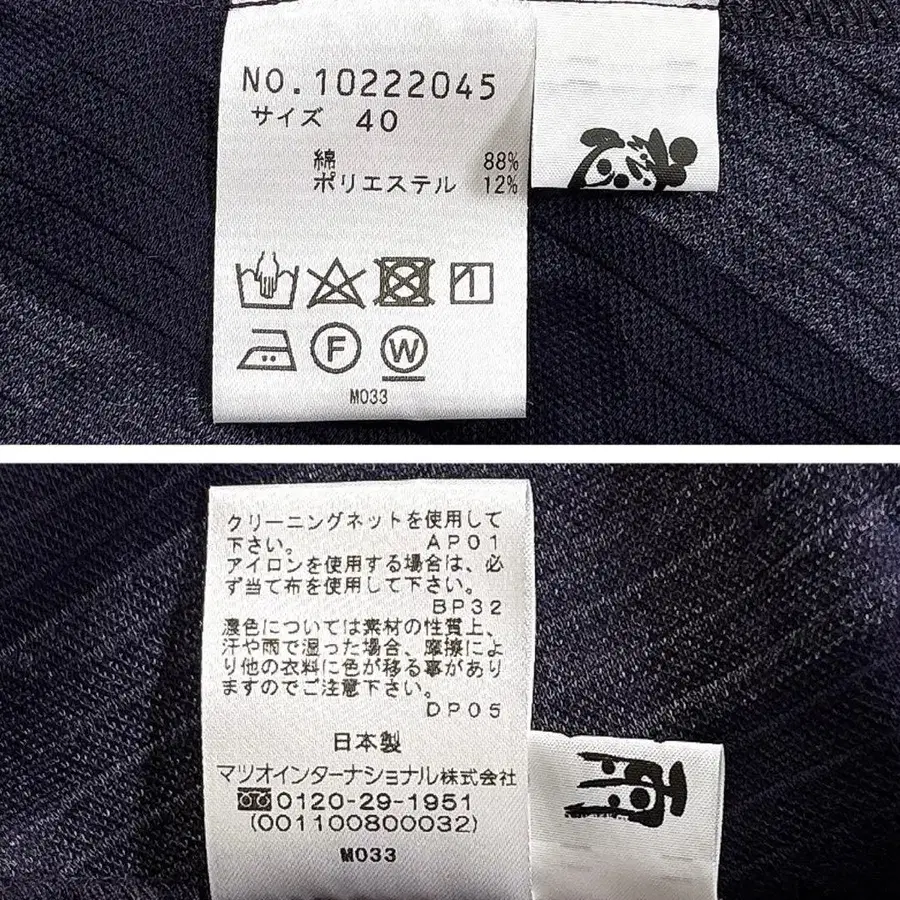 NO.10222045
サイズ 40
綿 88%
ポリエステル 12%
1
F W
M033
クリーニングネットを使用して
下さい。 AP01
アイロンを使用する場合は、必
ず当て布を使用して下さい。
BP32
濃色については素材の性質上、
汗や雨で湿った場合、摩擦によ
り他の衣料に色が移る事があり
ますのでご注意下さい。
DP05
日本製
マツオインターナショナル株式会社
0120-29-1951
(001100800032)
M033